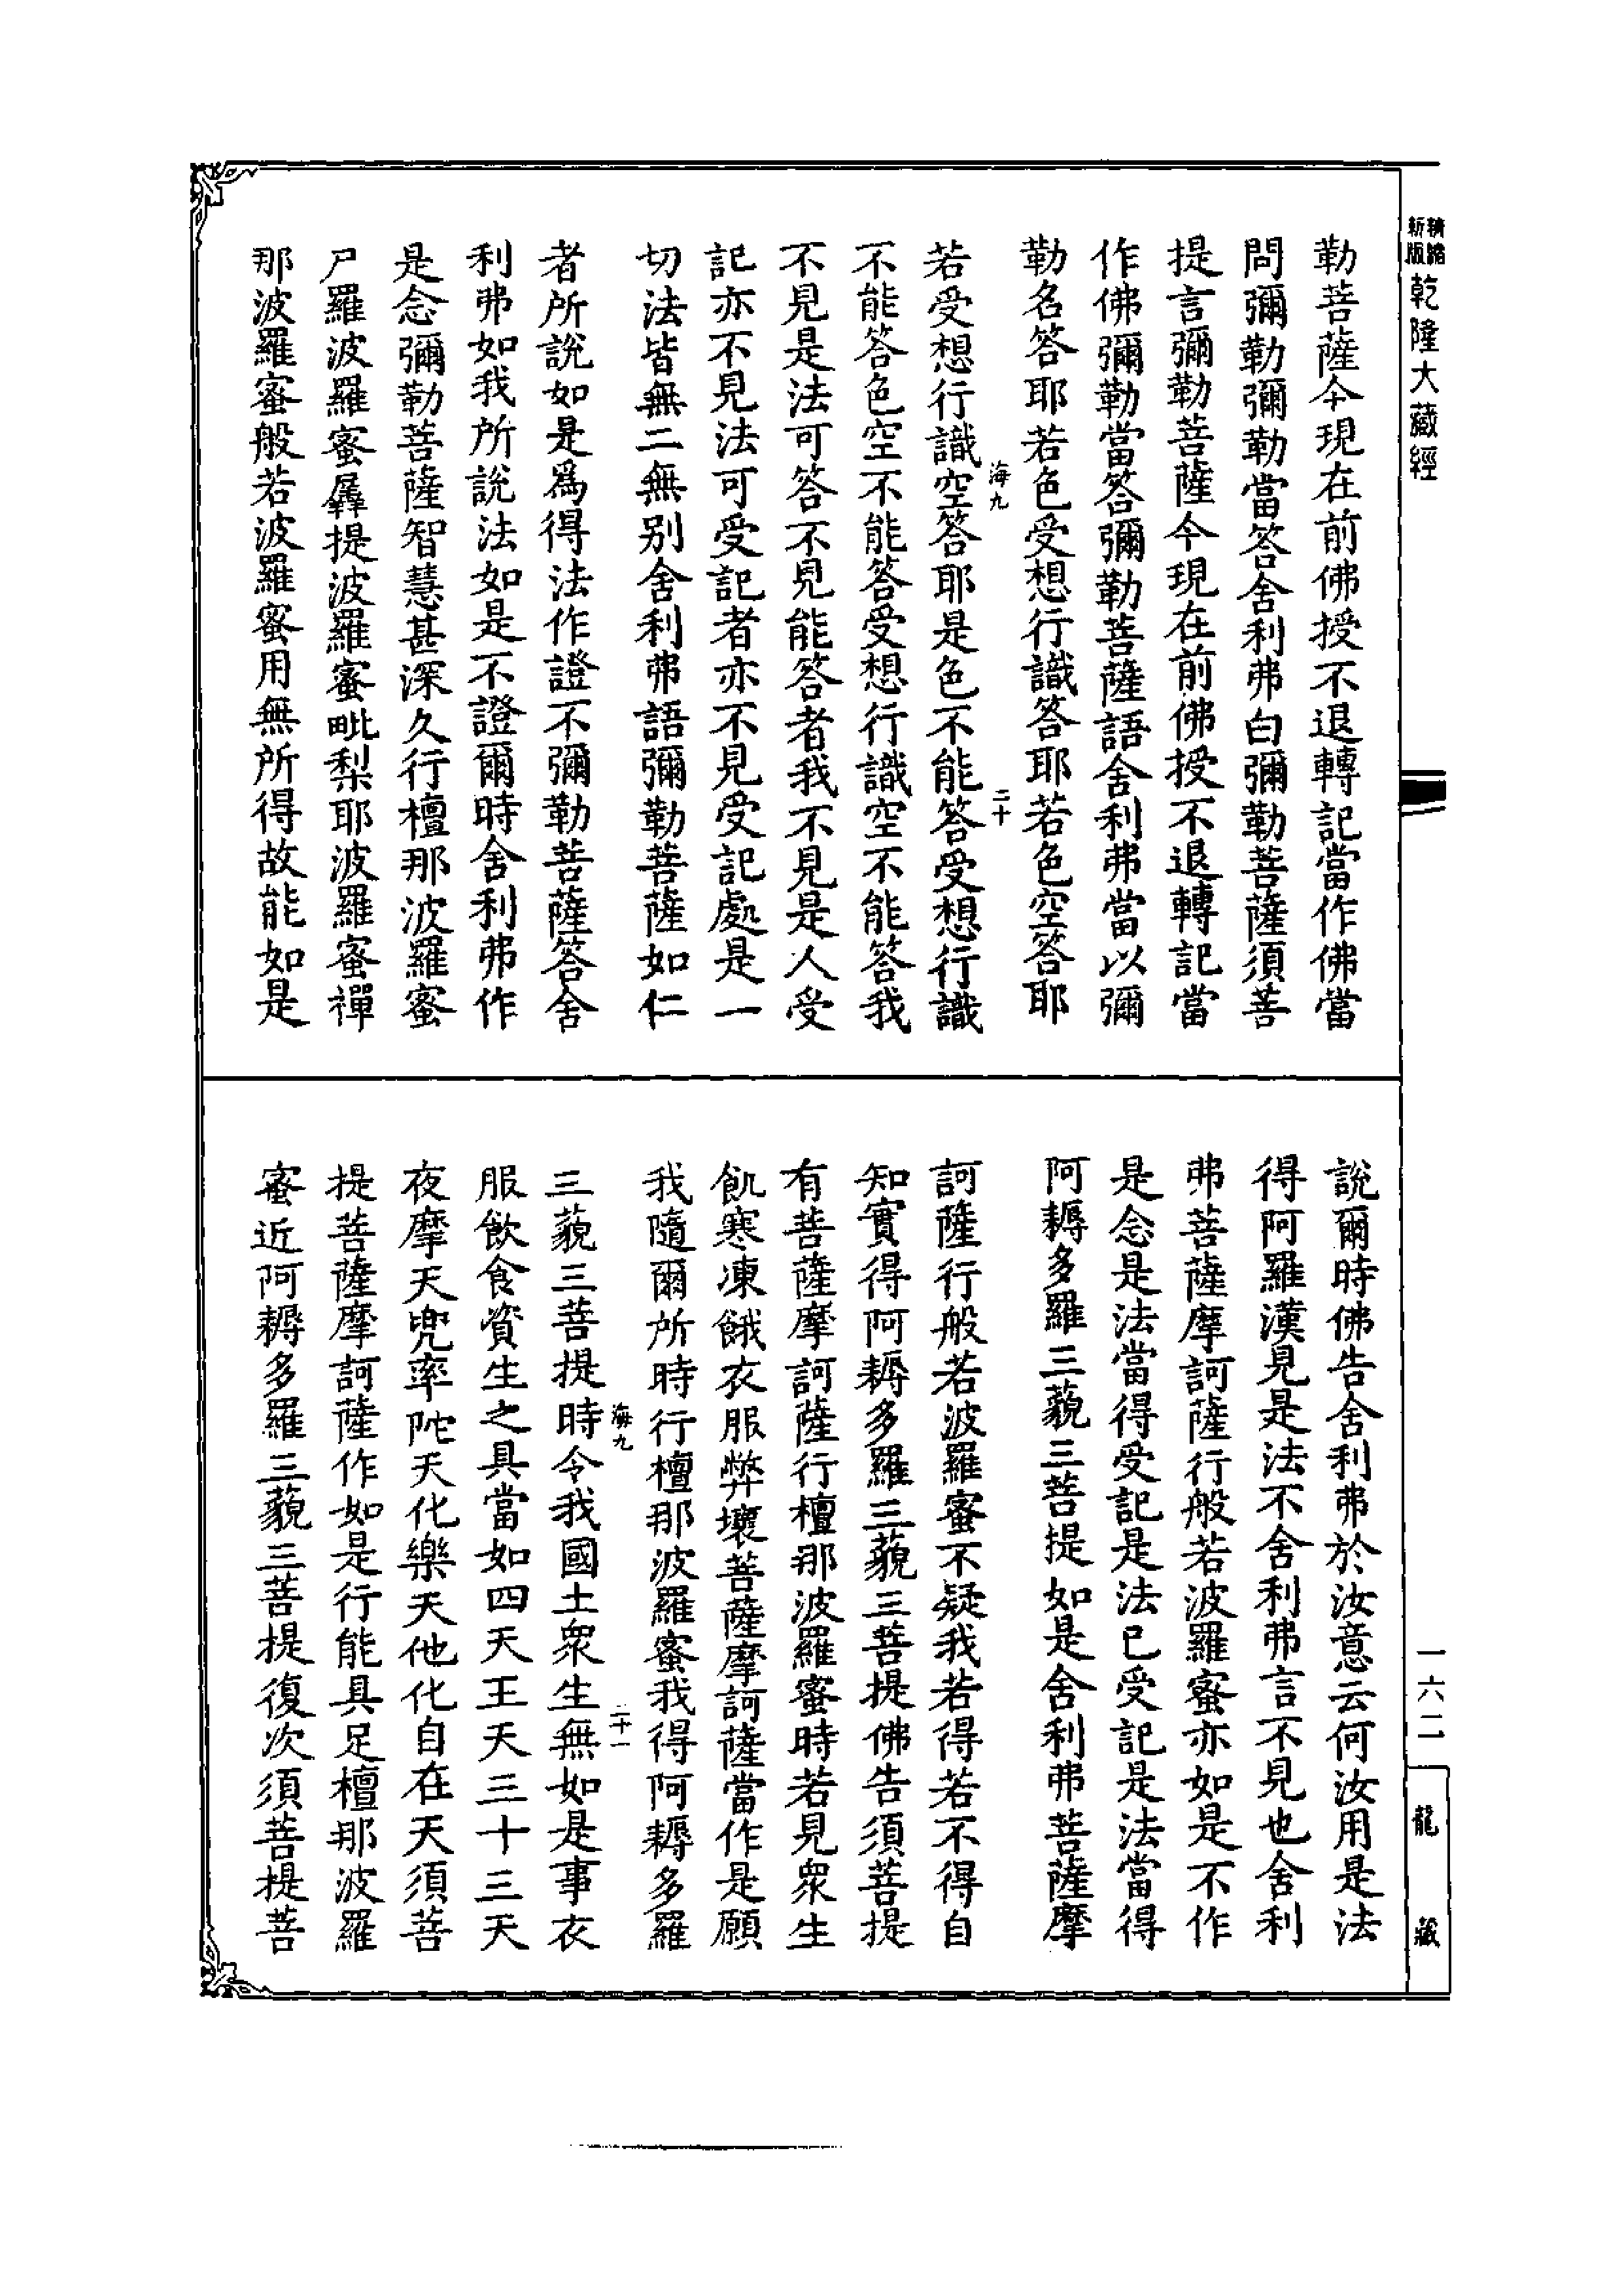 精縮新版
乾隆大藏經
勒菩薩今現在前佛授不退轉記當作佛當
問彌勒彌勒當答舍利弗白彌勒菩薩須菩
提言彌勒菩薩今現在前佛授不退轉記當
作佛彌勒當答彌勒菩薩語舍利弗當以彌
勒名答耶若色受想行識答耶若色空答耶
海九
二十
若受想行識空答耶是色不能答受想行識
不能答色空不能答受想行識空不能答我
不見是法可答不見能答者我不見是人受
記亦不見法可受記者亦不見受記處是一
切法皆無二無別舍利弗語彌勒菩薩如仁
者所說如是爲得法作證不彌勒菩薩答舍
利弗如我所說法如是不證爾時舍利弗作
是念彌勒菩薩智慧甚深久行檀那波羅蜜
尸羅波羅蜜羼提波羅蜜毗梨耶波羅蜜禪
那波羅蜜般若波羅蜜用無所得故能如是
說爾時佛告舍利弗於汝意云何汝用是法
得阿羅漢見是法不舍利弗言不見也舍利
弗菩薩摩訶薩行般若波羅蜜亦如是不作
是念是法當得受記是法已受記是法當得
阿耨多羅三藐三菩提如是舍利弗菩薩摩
訶薩行般若波羅蜜不疑我若得若不得自
知實得阿耨多羅三藐三菩提佛告須菩提
有菩薩摩訶薩行檀那波羅蜜時若見眾生
飢寒凍餓衣服弊壞菩薩摩訶薩當作是願
我隨爾所時行檀那波羅蜜我得阿耨多羅
海九
二十一
三藐三菩提時令我國土眾生無如是事衣
服飲食資生之具當如四天王天三十三天
夜摩天兜率陀天化樂天他化自在天須菩
提菩薩摩訶薩作如是行能具足檀那波羅
蜜近阿耨多羅三藐三菩提復次須菩提菩
一六二
龍藏